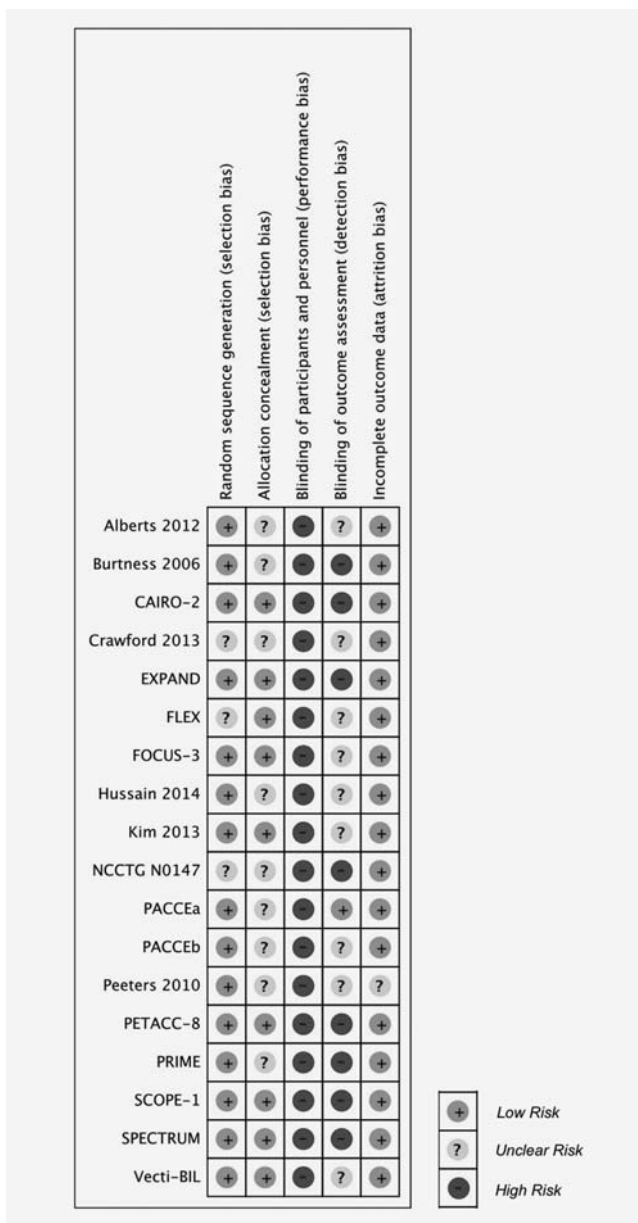 Random sequence generation (selection bias)
Allocation concealment (selection bias)
Blinding of participants and personnel (performance bias)
Blinding of outcome assessment (detection bias)
Incomplete outcome data (attrition bias)
Alberts 2012 + ? - ? +
Burtness 2006 + ? - - +
CAIRO-2 + + - - +
Crawford 2013 ? ? - ? +
EXPAND + + - - +
FLEX ? + - ? +
FOCUS-3 + + - ? +
Hussain 2014 + ? - ? +
Kim 2013 + + - ? +
NCCTG N0147 ? ? - - +
PACCEa + ? - + +
PACCEb + ? - ? +
Peeters 2010 + ? - ? ?
PETACC-8 + + - - +
PRIME + ? - - +
SCOPE-1 + + - - +
SPECTRUM + + - - +
Vecti-BIL + + - ? +
+ Low Risk
? Unclear Risk
- High Risk